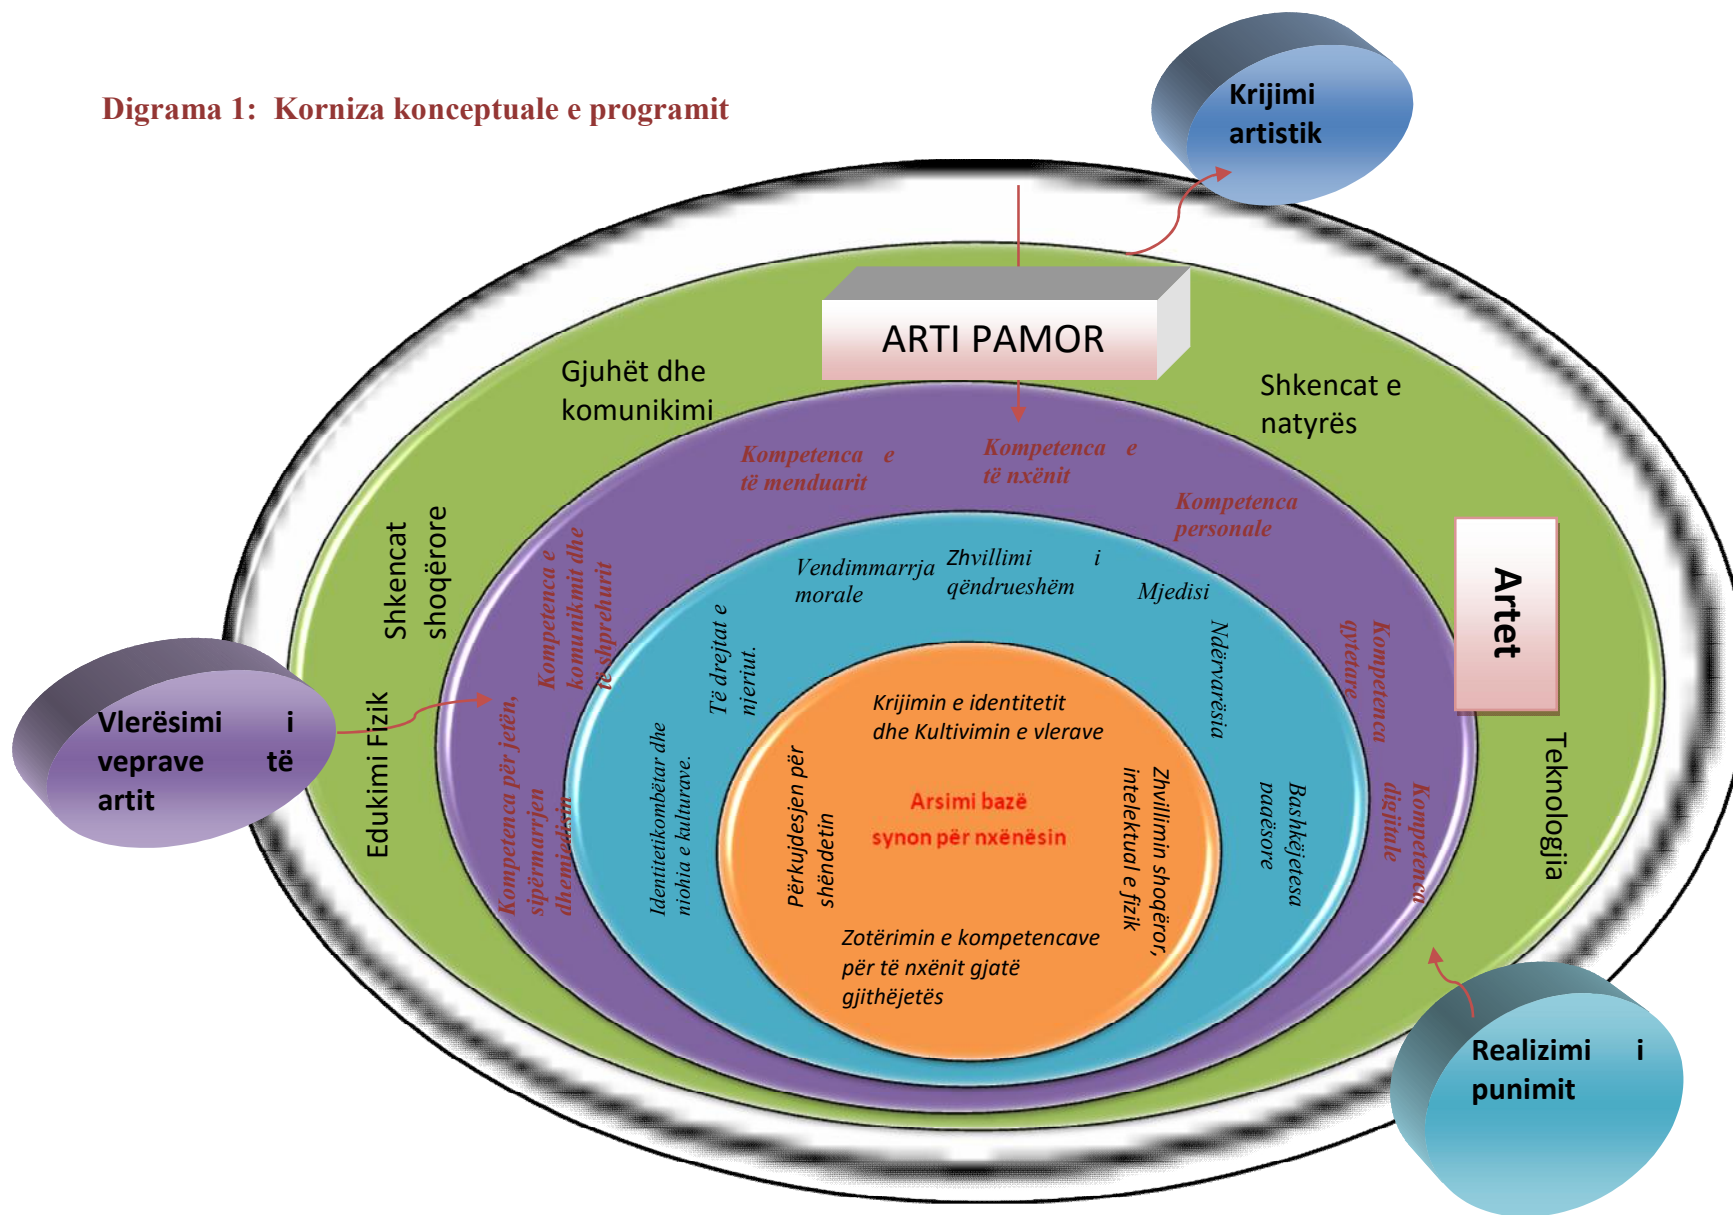 Digrama 1: Korniza konceptuale e programit
Krijimi
artistik
ARTI PAMOR
Gjuhët dhe
komunikimi
Shkencat e
natyrës
Shkencat
shoqërore
Edukimi Fizik
Artet
Teknologjia
Kompetenca e
të menduarit
Kompetenca e
të nxënit
Kompetenca
personale
Kompetenca e
komunikmit dhe
të shprehurit
Kompetenca për jetën,
sipërmarrjen
dhemjedisin
Kompetenca
qytetare
Kompetenca
digjitale
Vendimmarrja
morale
Zhvillimi i
qëndrueshëm
Mjedisi
Të drejtat e
njeriut.
Ndërvarësia
Identitetikombëtar dhe
njohja e kulturave.
Bashkëjetesa
paqësore
Krijimin e identitetit
dhe Kultivimin e vlerave
Përkujdesjen për
shëndetin
Arsimi bazë
synon për nxënësin
Zhvillimin shoqëror,
intelektual e fizik
Zotërimin e kompetencave
për të nxënit gjatë
gjithëjetës
Vlerësimi i
veprave të
artit
Realizimi i
punimit